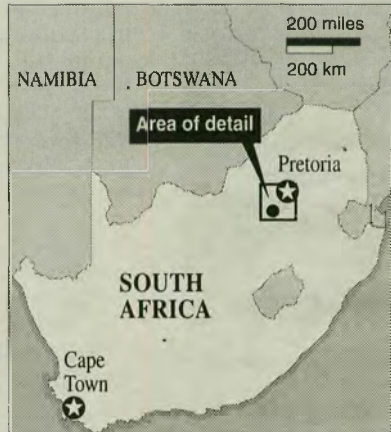 200 miles
200 km
NAMIBIA
BOTSWANA
Area of detail
Pretoria
SOUTH
AFRICA
Cape
Town